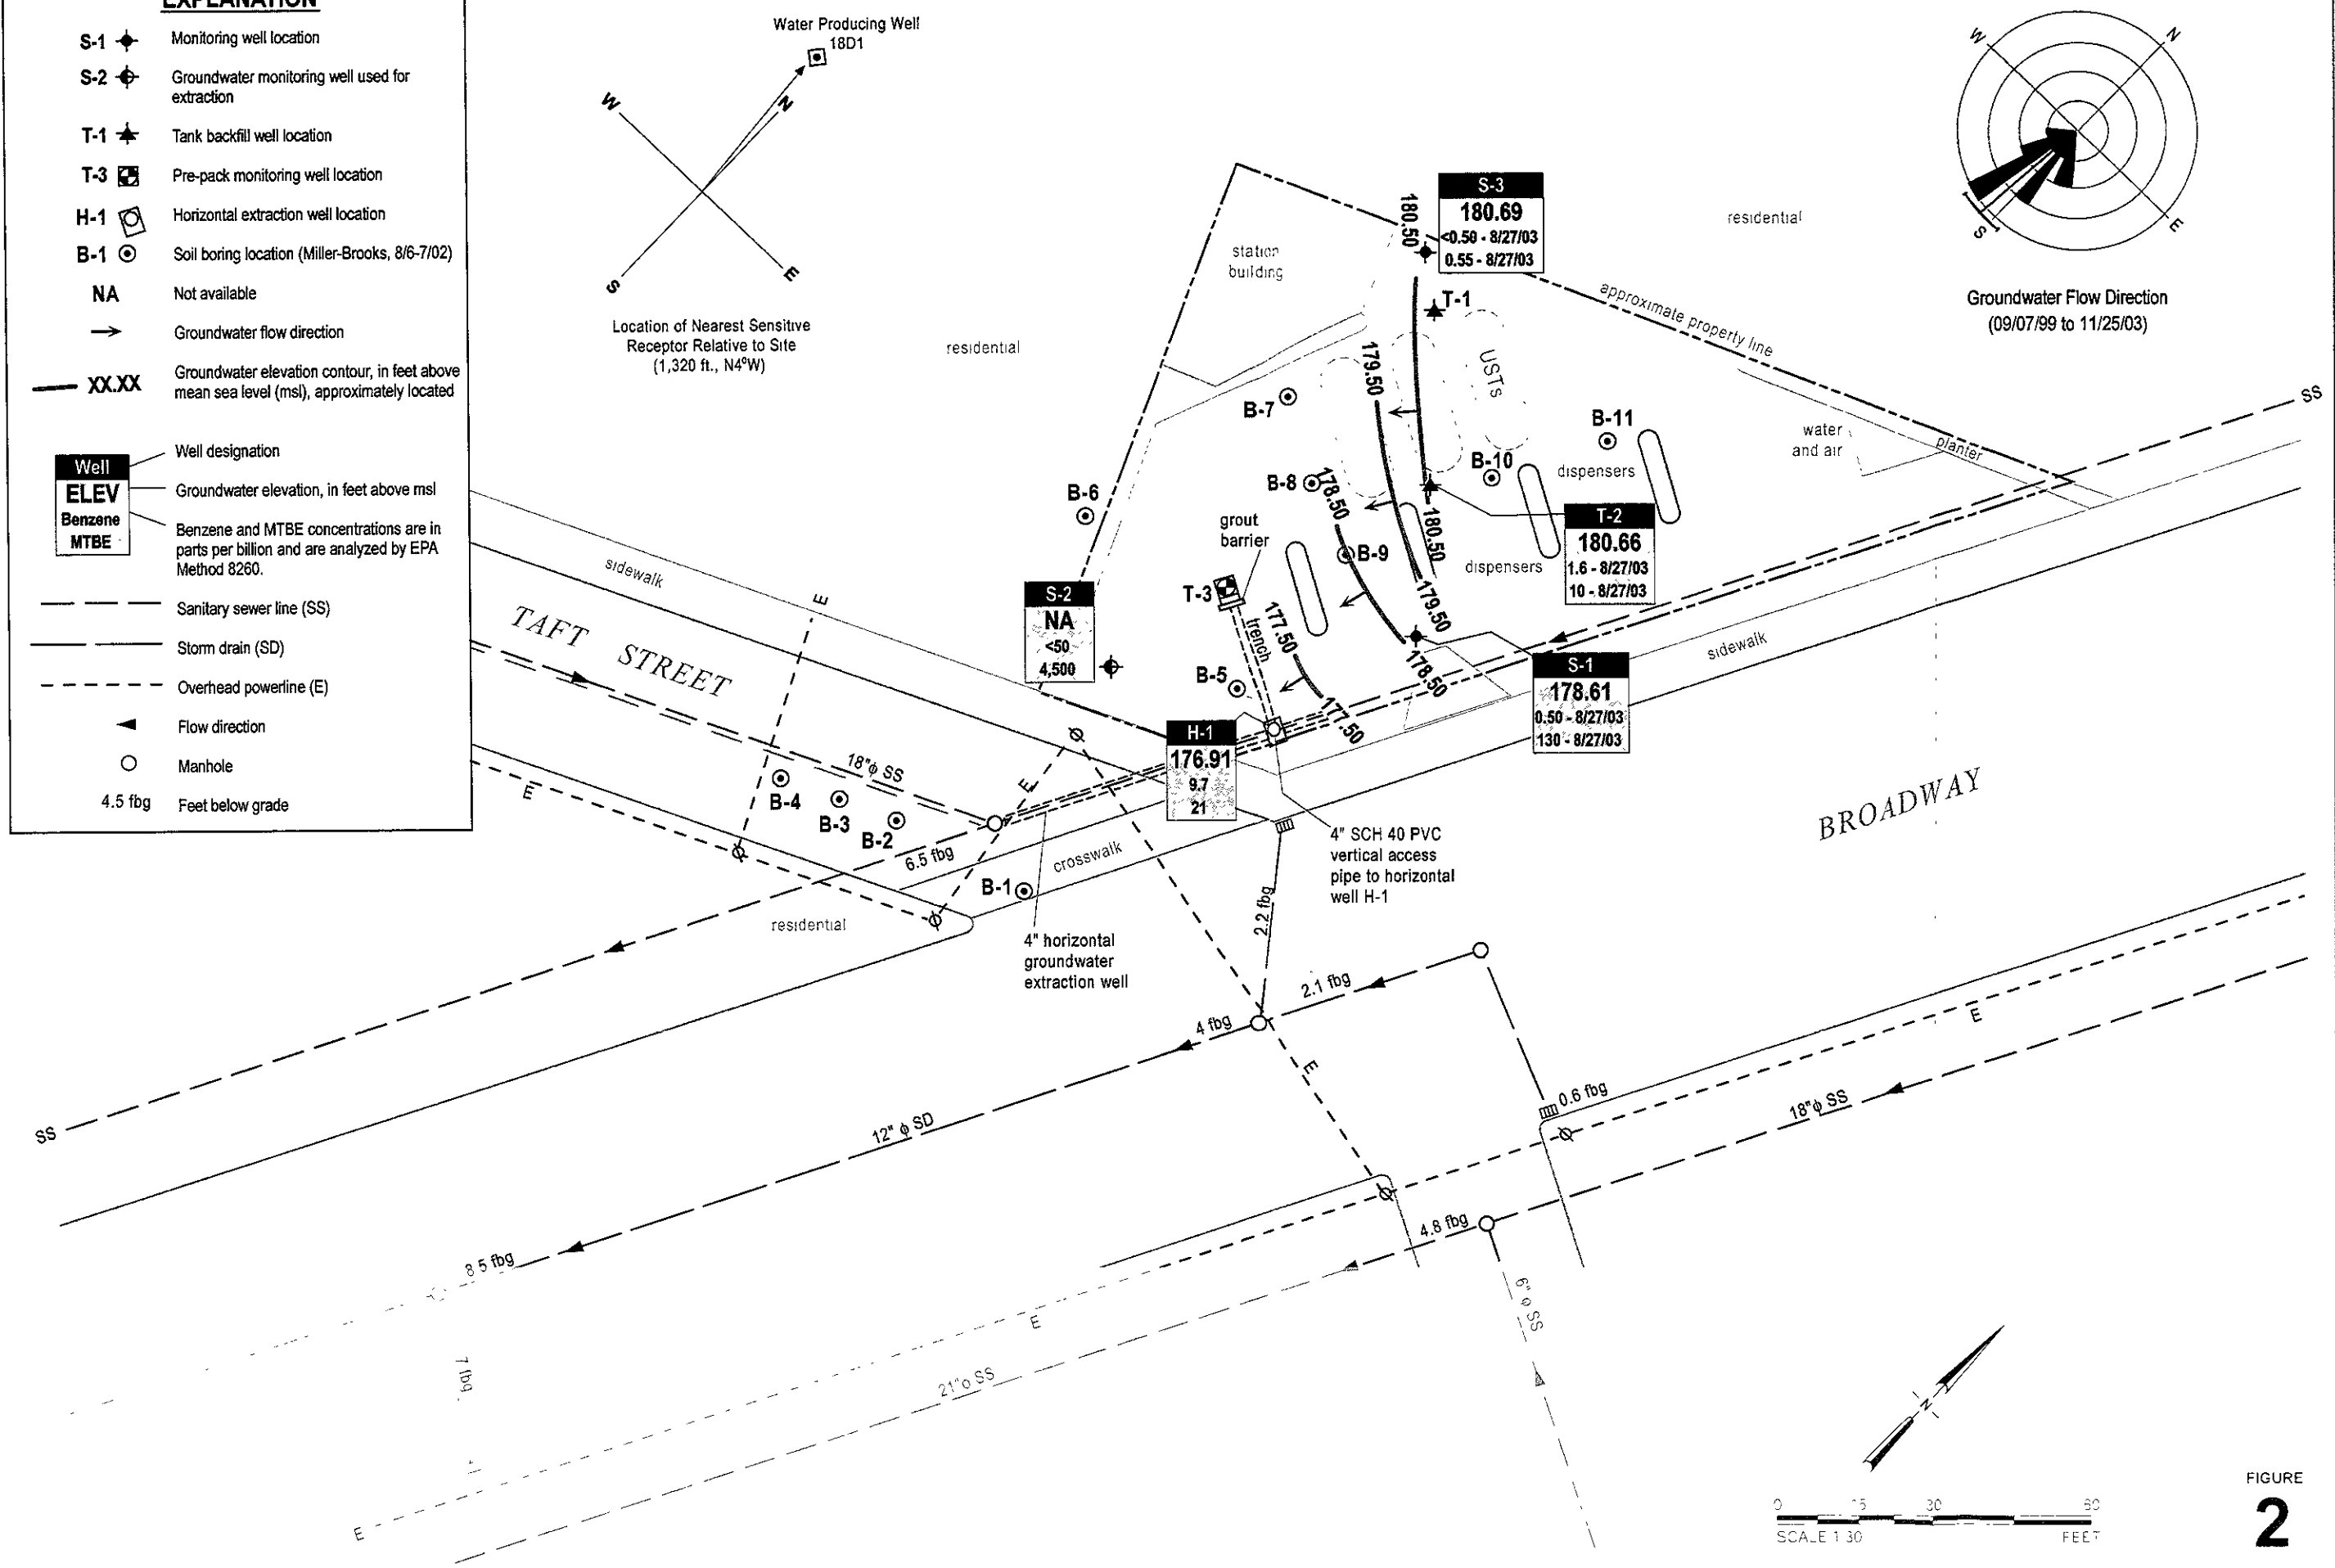 EXPLANATION
S-1 Monitoring well location
S-2 Groundwater monitoring well used for
extraction
T-1 Tank backfill well location
T-3 Pre-pack monitoring well location
H-1 Horizontal extraction well location
B-1 Soil boring location (Miller-Brooks, 8/6-7/02)
NA Not available
Groundwater flow direction
XX.XX Groundwater elevation contour, in feet above
mean sea level (msl), approximately located
Well
ELEV
Benzene
MTBE
Well designation
Groundwater elevation, in feet above msl
Benzene and MTBE concentrations are in
parts per billion and are analyzed by EPA
Method 8260.
Sanitary sewer line (SS)
Storm drain (SD)
Overhead powerline (E)
Flow direction
Manhole
4.5 fbg Feet below grade
Water Producing Well
18D1
W
N
S
E
Location of Nearest Sensitive
Receptor Relative to Site
(1,320 ft., N4°W)
residential
station
building
180.50
S-3
180.69
<0.50 - 8/27/03
0.55 - 8/27/03
residential
W
N
S
E
Groundwater Flow Direction
(09/07/99 to 11/25/03)
T-1
USTs
approximate property line
179.50
B-7
B-11
water
and air
planter
SS
B-10
dispensers
B-8
178.50
B-6
180.50
T-2
180.66
1.6 - 8/27/03
10 - 8/27/03
grout
barrier
B-9
dispensers
T-3
179.50
S-2
NA
<50
4,500
177.50
trench
sidewalk
178.50
S-1
178.61
0.50 - 8/27/03
130 - 8/27/03
B-5
177.50
H-1
176.91
9.7
21
sidewalk
E
TAFT STREET
18"φ SS
E
E
B-4
B-3
B-2
6.5 fbg
crosswalk
B-1
residential
4" SCH 40 PVC
vertical access
pipe to horizontal
well H-1
BROADWAY
2.2 fbg
4" horizontal
groundwater
extraction well
2.1 fbg
4 fbg
E
E
0.6 fbg
18"φ SS
SS
12" φ SD
4.8 fbg
8 5 fbg
6" φ SS
E
7 fbg
21"o SS
E
N
0 15 30 60
SCALE 1 30 FEET
FIGURE
2